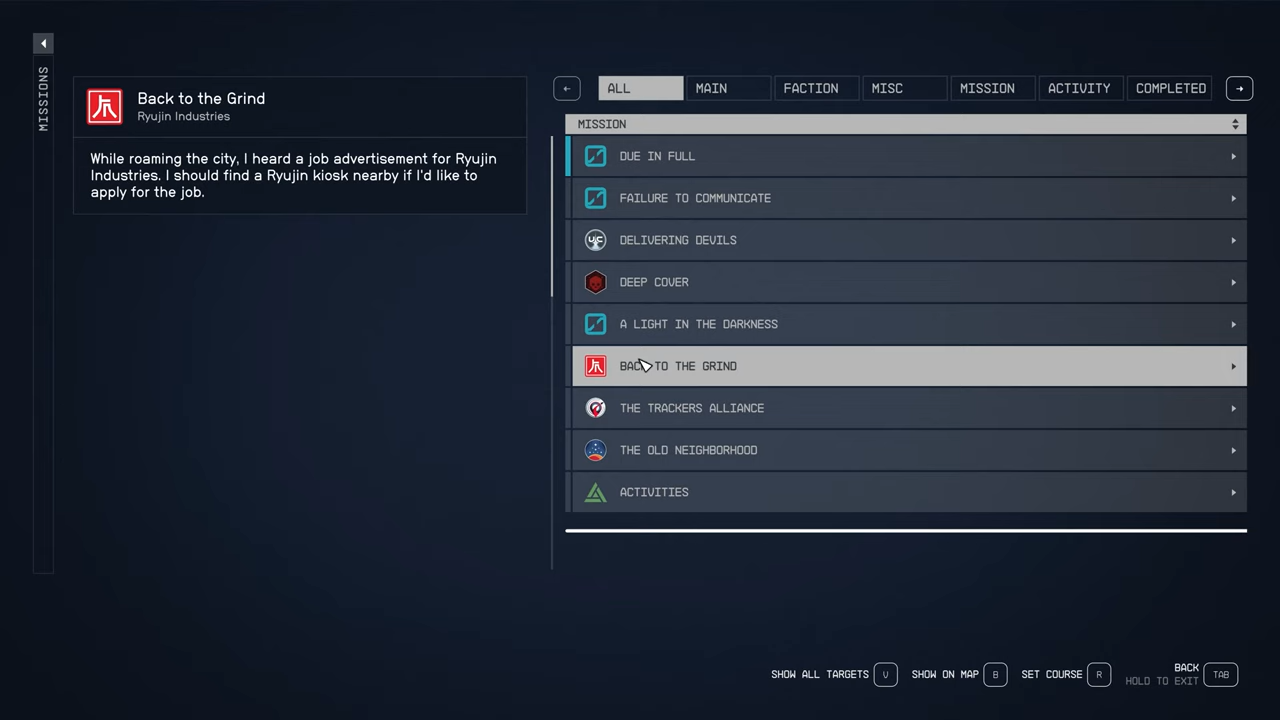 MISSIONS
Back to the Grind
Ryujin Industries
While roaming the city, I heard a job advertisement for Ryujin
Industries. I should find a Ryujin kiosk nearby if I'd like to
apply for the job.
ALL
MAIN
FACTION
MISC
MISSION
ACTIVITY
COMPLETED
MISSION
DUE IN FULL
FAILURE TO COMMUNICATE
UC
DELIVERING DEVILS
DEEP COVER
A LIGHT IN THE DARKNESS
BACK TO THE GRIND
THE TRACKERS ALLIANCE
THE OLD NEIGHBORHOOD
ACTIVITIES
SHOW ALL TARGETS V
SHOW ON MAP B
SET COURSE R
BACK
HOLD TO EXIT
TAB